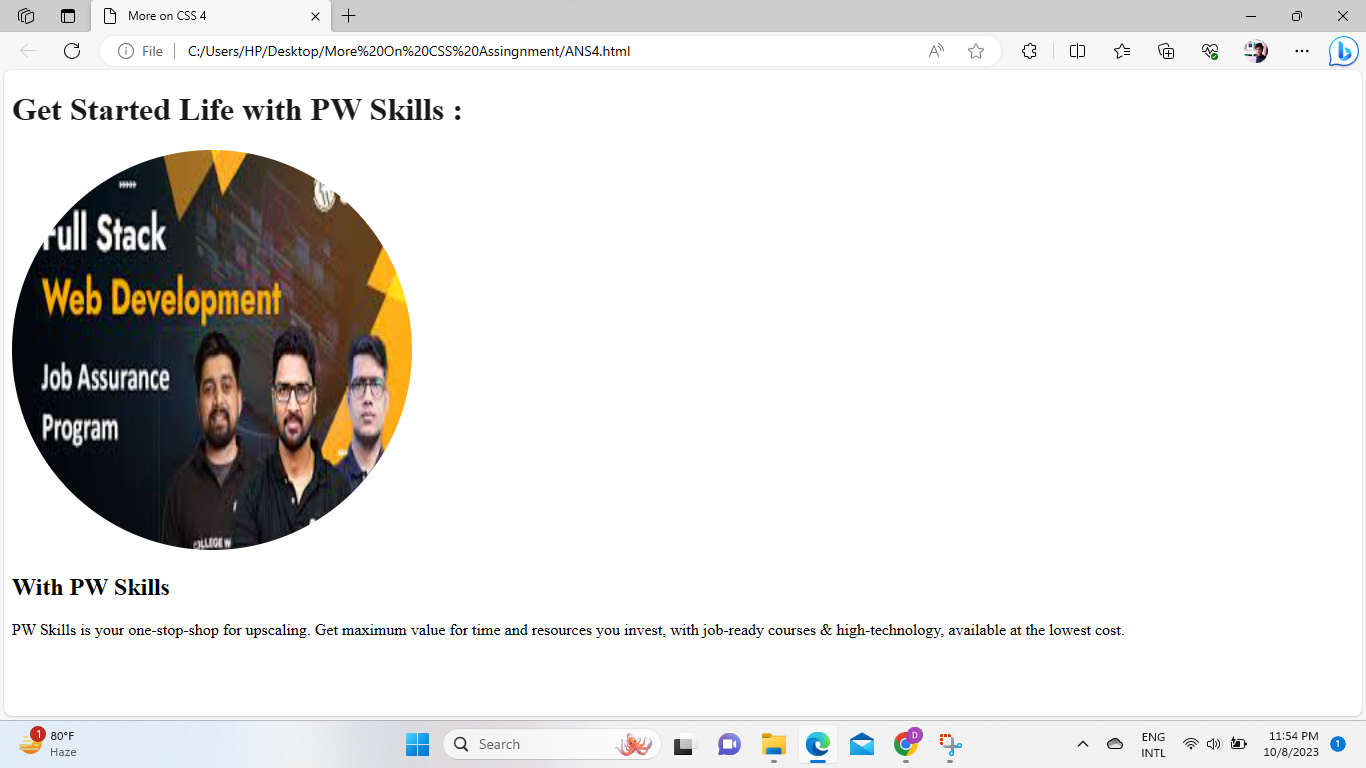 More on CSS 4
File
C:/Users/HP/Desktop/More%20On%20CSS%20Assingnment/ANS4.html
Get Started Life with PW Skills :
Full Stack
Web Development
Job Assurance
Program
COLLEGE W
With PW Skills
PW Skills is your one-stop-shop for upscaling. Get maximum value for time and resources you invest, with job-ready courses & high-technology, available at the lowest cost.
1
80°F
Haze
Search
D
ENG
INTL
11:54 PM
10/8/2023
1